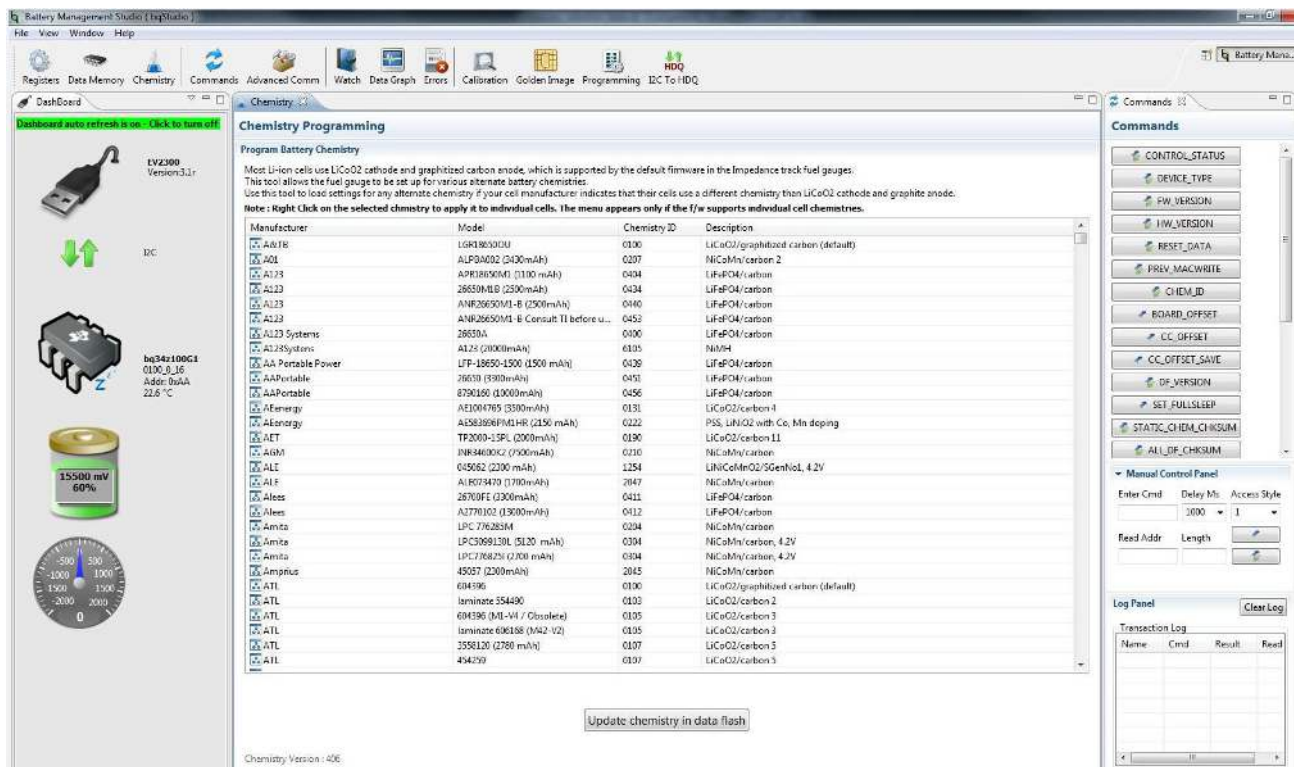 Battery Management Studio ( bqStudio )
File View Window Help
Registers Data Memory Chemistry Commands Advanced Comm Watch Data Graph Errors Calibration Golden Image Programming I2C To HDQ
HDQ
Battery Mana...
DashBoard
Dashboard auto refresh is on - Click to turn off.
EV2300
Version:3.1r
I2C
bq34z100G1
0100_0_16
Addr: 0xAA
22.6 °C
15500 mV
60%
-500 500
-1000 1000
1500 1500
-2000 2000
0
Chemistry
Chemistry Programming
Program Battery Chemistry
Most Li-ion cells use LiCoO2 cathode and graphitized carbon anode, which is supported by the default firmware in the Impedance track fuel gauges.
This tool allows the fuel gauge to be set up for various alternate battery chemistries.
Use this tool to load settings for any alternate chemistry if your cell manufacturer indicates that their cells use a different chemistry than LiCoO2 cathode and graphite anode.
Note : Right Click on the selected chmistry to apply it to individual cells. The menu appears only if the f/w supports individual cell chemistries.
Manufacturer Model Chemistry ID Description
A&TB LGR18650OU 0100 LiCoO2/graphitized carbon (default)
A01 ALPBA002 (3430mAh) 0207 NiCoMn/carbon 2
A123 APR18650M1 (1100 mAh) 0404 LiFePO4/carbon
A123 26650M1B (2500mAh) 0434 LiFePO4/carbon
A123 ANR26650M1-B (2500mAh) 0440 LiFePO4/carbon
A123 ANR26650M1-B Consult TI before u... 0453 LiFePO4/carbon
A123 Systems 26650A 0400 LiFePO4/carbon
A123Systens A123 (20000mAh) 6105 NiMH
AA Portable Power LFP-18650-1500 (1500 mAh) 0439 LiFePO4/carbon
AAPortable 26650 (3300mAh) 0451 LiFePO4/carbon
AAPortable 8790160 (10000mAh) 0456 LiFePO4/carbon
AEenergy AE1004765 (3500mAh) 0131 LiCoO2/carbon 4
AEenergy AE583696PM1HR (2150 mAh) 0222 PSS, LiNiO2 with Co, Mn doping
AET TP2000-1SPL (2000mAh) 0190 LiCoO2/carbon 11
AGM INR34600K2 (7500mAh) 0210 NiCoMn/carbon
ALE 045062 (2300 mAh) 1254 LiNiCoMnO2/SGenNo1, 4.2V
ALE ALE073470 (1700mAh) 2047 NiCoMn/carbon
Alees 26700FE (3300mAh) 0411 LiFePO4/carbon
Alees A2770102 (13000mAh) 0412 LiFePO4/carbon
Amita LPC 776285M 0204 NiCoMn/carbon
Amita LPC5099130L (5120 mAh) 0304 NiCoMn/carbon, 4.2V
Amita LPC776825I (2700 mAh) 0304 NiCoMn/carbon, 4.2V
Amprius 45057 (2300mAh) 2045 NiCoMn/carbon
ATL 604396 0100 LiCoO2/graphitized carbon (default)
ATL laminate 554490 0103 LiCoO2/carbon 2
ATL 604396 (M1-V4 / Obsolete) 0105 LiCoO2/carbon 3
ATL laminate 606168 (M42-V2) 0105 LiCoO2/carbon 3
ATL 3558120 (2780 mAh) 0107 LiCoO2/carbon 5
ATL 454259 0107 LiCoO2/carbon 5
Update chemistry in data flash
Chemistry Version : 406
Commands
Commands
CONTROL_STATUS
DEVICE_TYPE
FW_VERSION
HW_VERSION
RESET_DATA
PREV_MACWRITE
CHEM_ID
BOARD_OFFSET
CC_OFFSET
CC_OFFSET_SAVE
DF_VERSION
SET_FULLSLEEP
STATIC_CHEM_CHKSUM
ALL_DF_CHKSUM
Manual Control Panel
Enter Cmd Delay Ms Access Style
1000 1
Read Addr Length
Log Panel
Clear Log
Transaction Log
Name Cmd Result Read